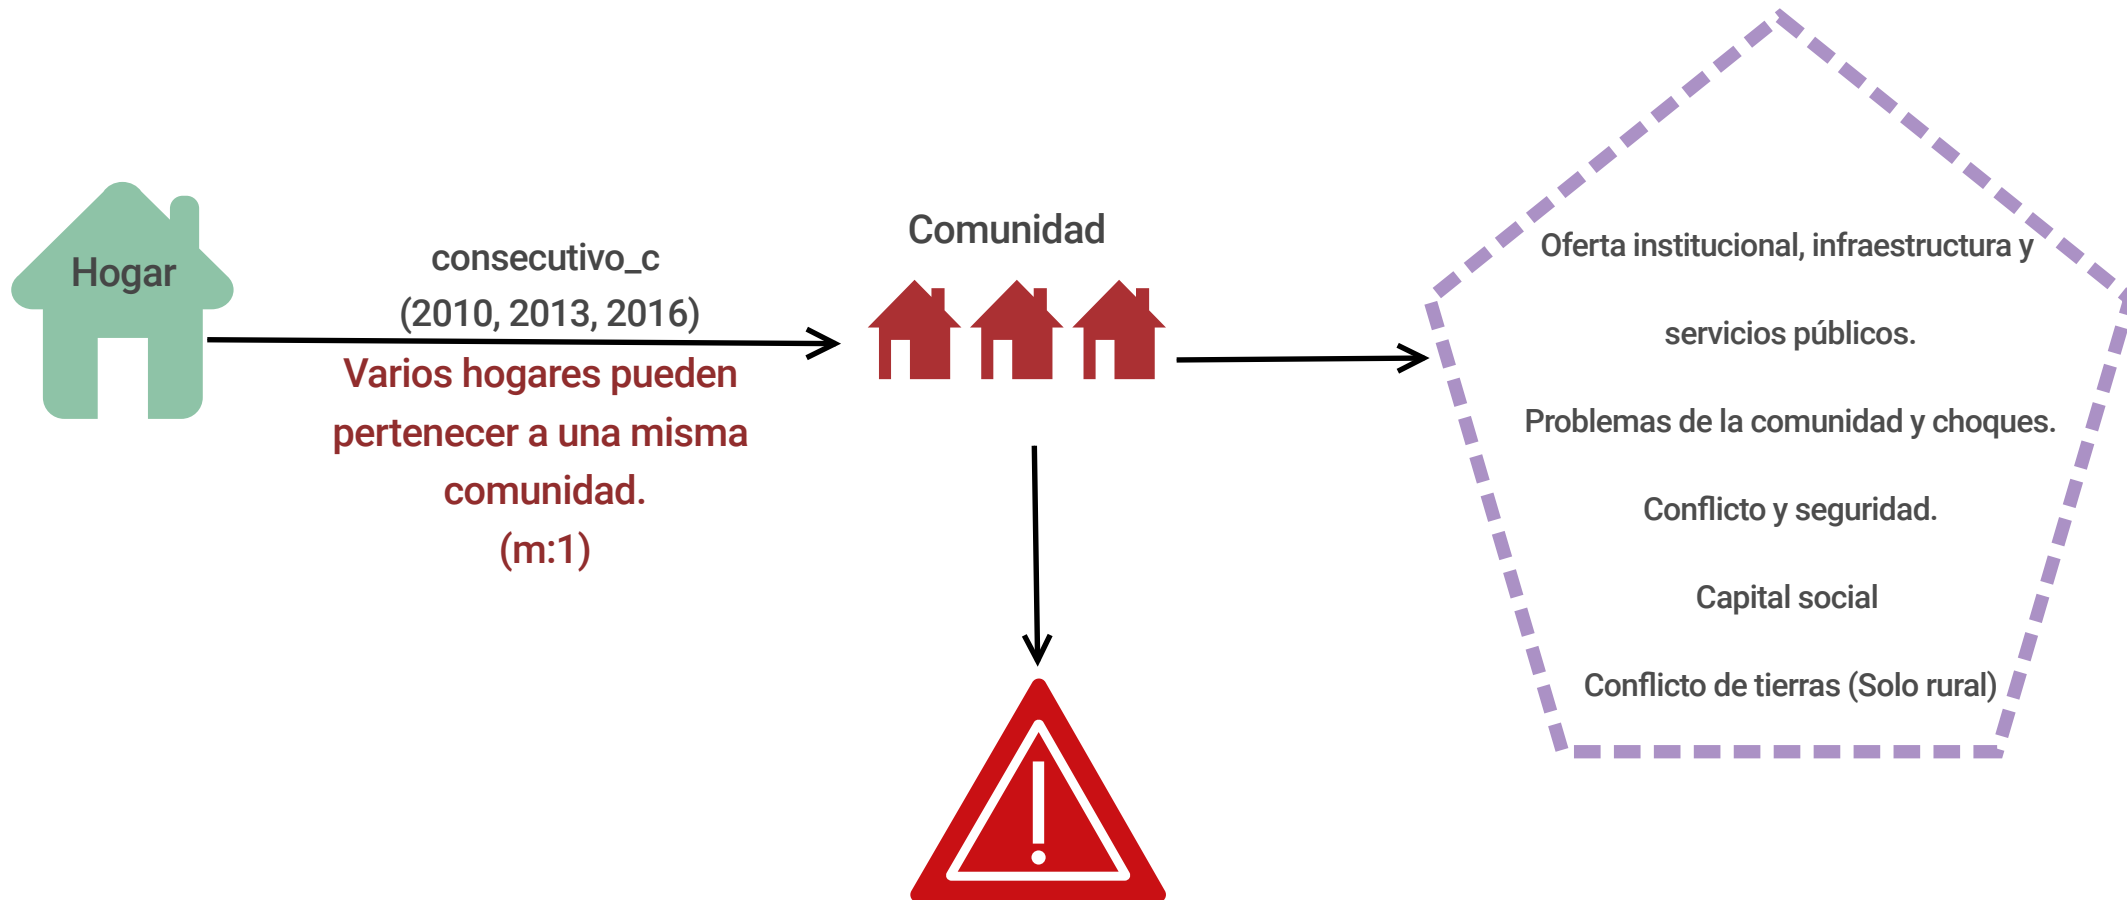 Hogar
consecutivo_c
(2010, 2013, 2016)
Varios hogares pueden
pertenecer a una misma
comunidad.
(m:1)
Comunidad
Oferta institucional, infraestructura y
servicios públicos.
Problemas de la comunidad y choques.
Conflicto y seguridad.
Capital social
Conflicto de tierras (Solo rural)